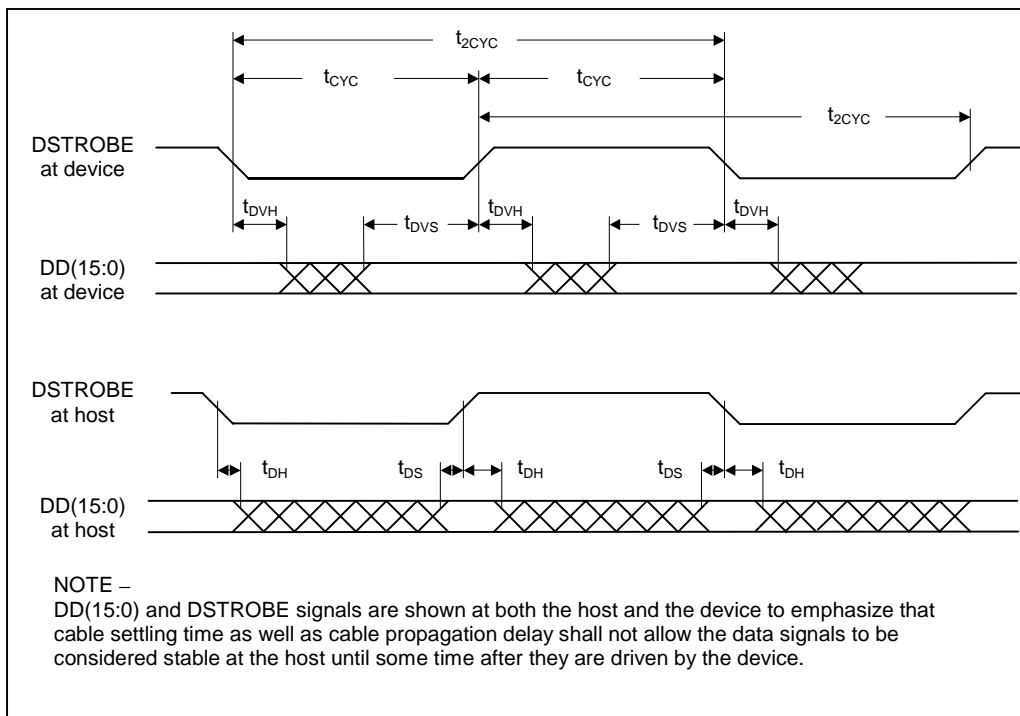 t2CYC
tCYC tCYC
t2CYC
DSTROBE
at device
tDVH tDVS tDVH tDVS tDVH
DD(15:0)
at device
DSTROBE
at host
tDH tDS tDH tDS tDH
DD(15:0)
at host
NOTE –
DD(15:0) and DSTROBE signals are shown at both the host and the device to emphasize that
cable settling time as well as cable propagation delay shall not allow the data signals to be
considered stable at the host until some time after they are driven by the device.